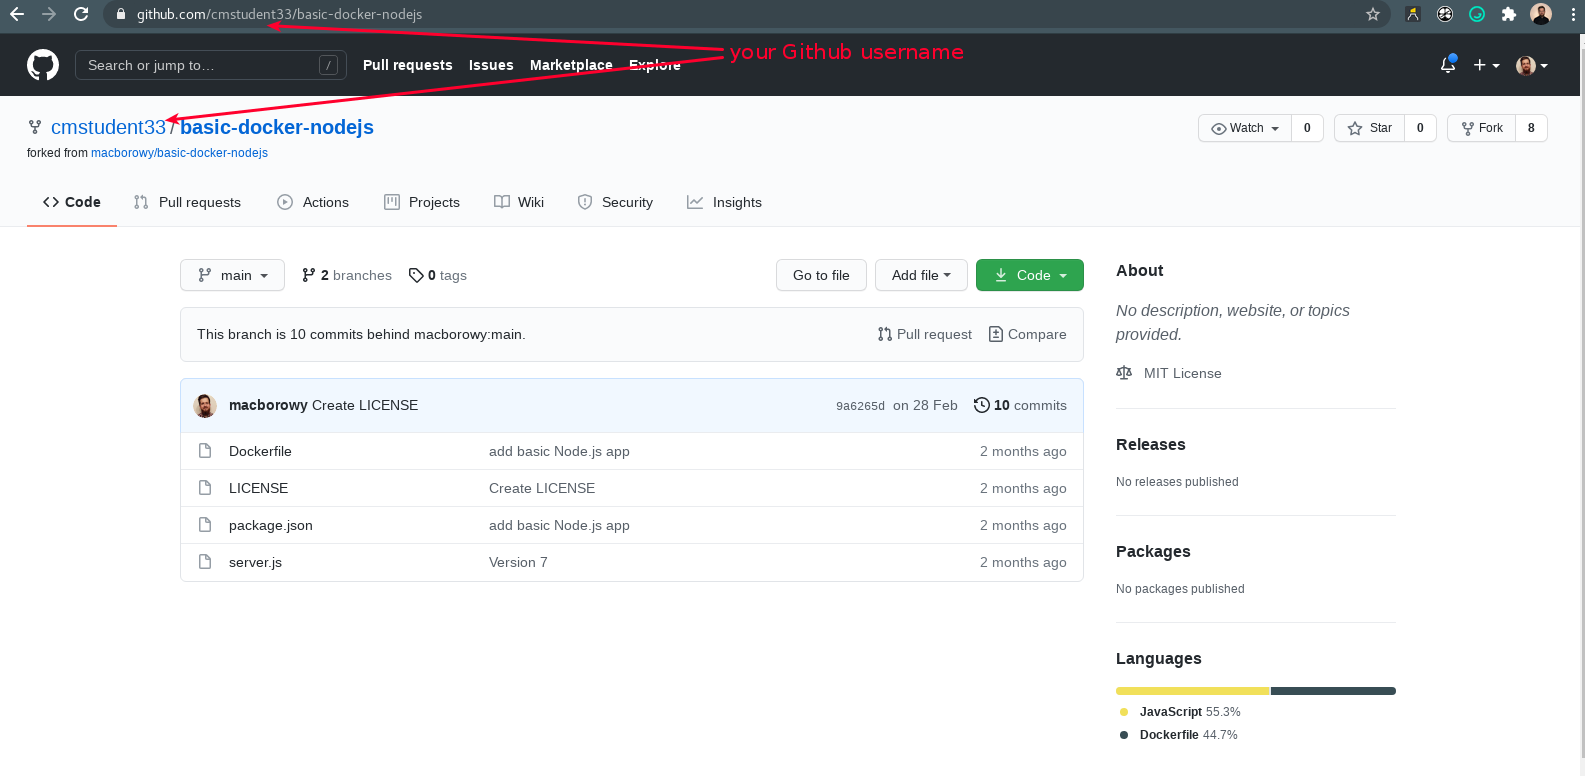 github.com/cmstudent33/basic-docker-nodejs
your Github username
Search or jump to… /
Pull requests Issues Marketplace Explore
cmstudent33 / basic-docker-nodejs
Watch 0 Star 0 Fork 8
forked from macborowy/basic-docker-nodejs
Code Pull requests Actions Projects Wiki Security Insights
main 2 branches 0 tags Go to file Add file Code
This branch is 10 commits behind macborowy:main. Pull request Compare
macborowy Create LICENSE 9a6265d on 28 Feb 10 commits
Dockerfile add basic Node.js app 2 months ago
LICENSE Create LICENSE 2 months ago
package.json add basic Node.js app 2 months ago
server.js Version 7 2 months ago
About
No description, website, or topics
provided.
MIT License
Releases
No releases published
Packages
No packages published
Languages
JavaScript 55.3%
Dockerfile 44.7%